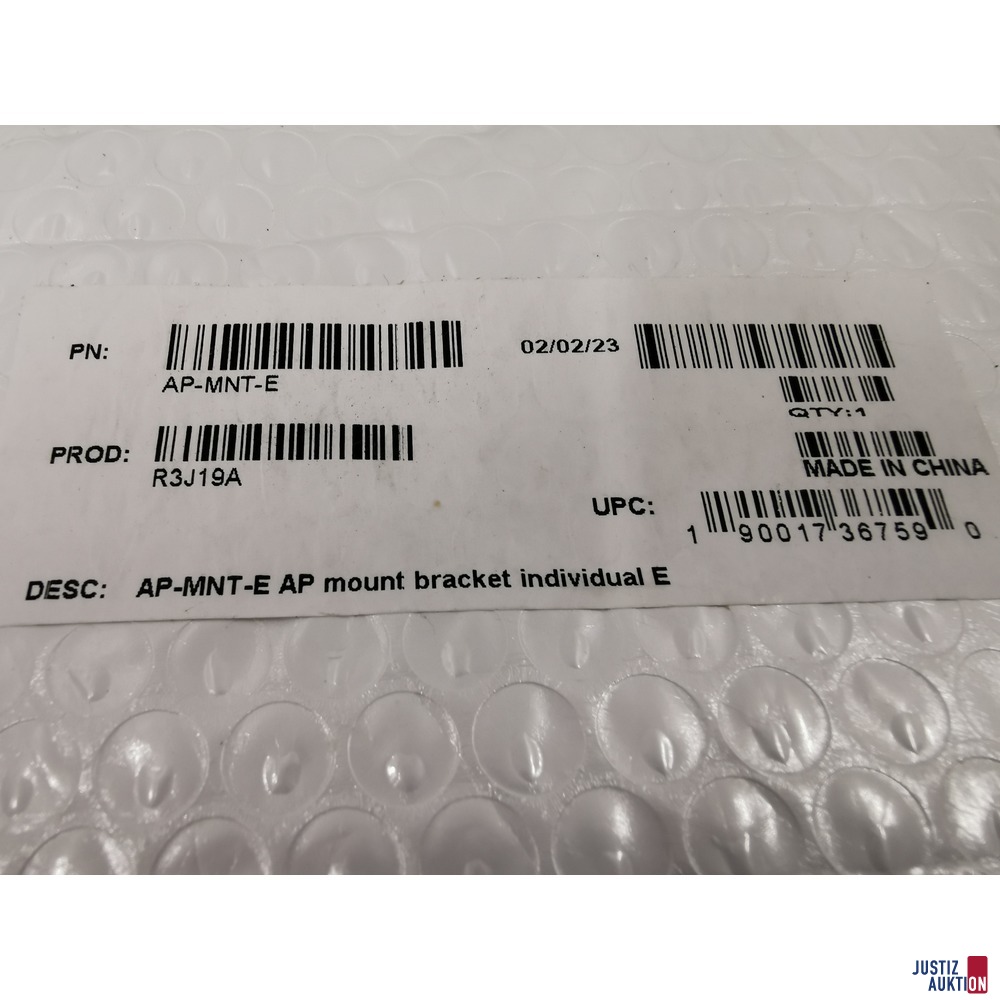 PN:
AP-MNT-E
02/02/23
QTY:1
PROD:
R3J19A
MADE IN CHINA
UPC:
1 90017 36759 0
DESC: AP-MNT-E AP mount bracket individual E
JUSTIZ
AUKTION